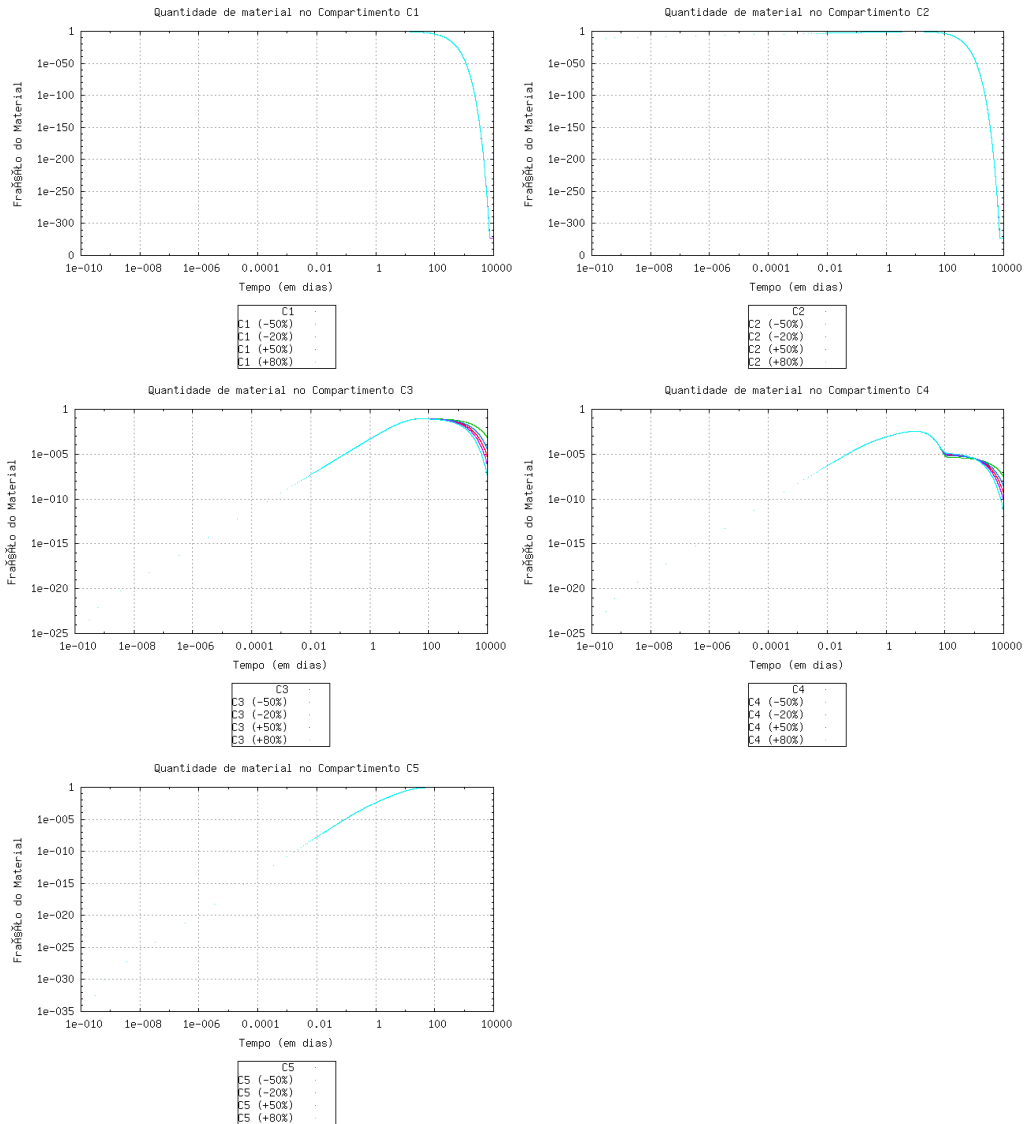 Quantidade de material no Compartimento C1
1
1e-050
1e-100
1e-150
1e-200
1e-250
1e-300
0
1e-010 1e-008 1e-006 0.0001 0.01 1 100 10000
Tempo (em dias)
do Material
C1
C1 (-50%)
C1 (-20%)
C1 (+50%)
C1 (+80%)
Quantidade de material no Compartimento C2
1
1e-050
1e-100
1e-150
1e-200
1e-250
1e-300
0
1e-010 1e-008 1e-006 0.0001 0.01 1 100 10000
Tempo (em dias)
do Material
C2
C2 (-50%)
C2 (-20%)
C2 (+50%)
C2 (+80%)
Quantidade de material no Compartimento C3
1
1e-005
1e-010
1e-015
1e-020
1e-025
1e-010 1e-008 1e-006 0.0001 0.01 1 100 10000
Tempo (em dias)
do Material
C3
C3 (-50%)
C3 (-20%)
C3 (+50%)
C3 (+80%)
Quantidade de material no Compartimento C4
1
1e-005
1e-010
1e-015
1e-020
1e-025
1e-010 1e-008 1e-006 0.0001 0.01 1 100 10000
Tempo (em dias)
do Material
C4
C4 (-50%)
C4 (-20%)
C4 (+50%)
C4 (+80%)
Quantidade de material no Compartimento C5
1
1e-005
1e-010
1e-015
1e-020
1e-025
1e-030
1e-035
1e-010 1e-008 1e-006 0.0001 0.01 1 100 10000
Tempo (em dias)
do Material
C5
C5 (-50%)
C5 (-20%)
C5 (+50%)
C5 (+80%)